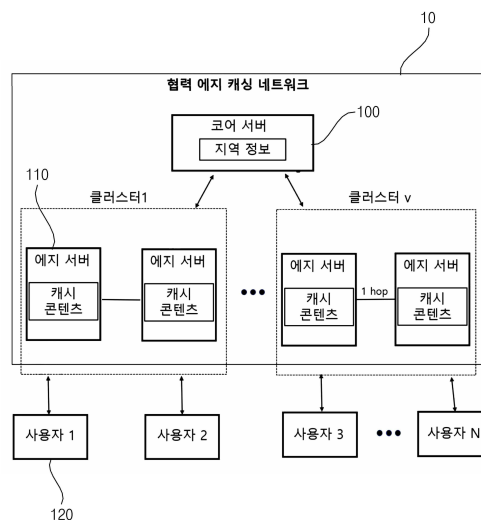 10
협력 에지 캐싱 네트워크
100
코어 서버
지역 정보
110
클러스터1
클러스터 v
에지 서버
에지 서버
에지 서버
에지 서버
캐시
콘텐츠
캐시
콘텐츠
캐시
콘텐츠
1 hop
캐시
콘텐츠
사용자 1
사용자 2
사용자 3
사용자 N
120